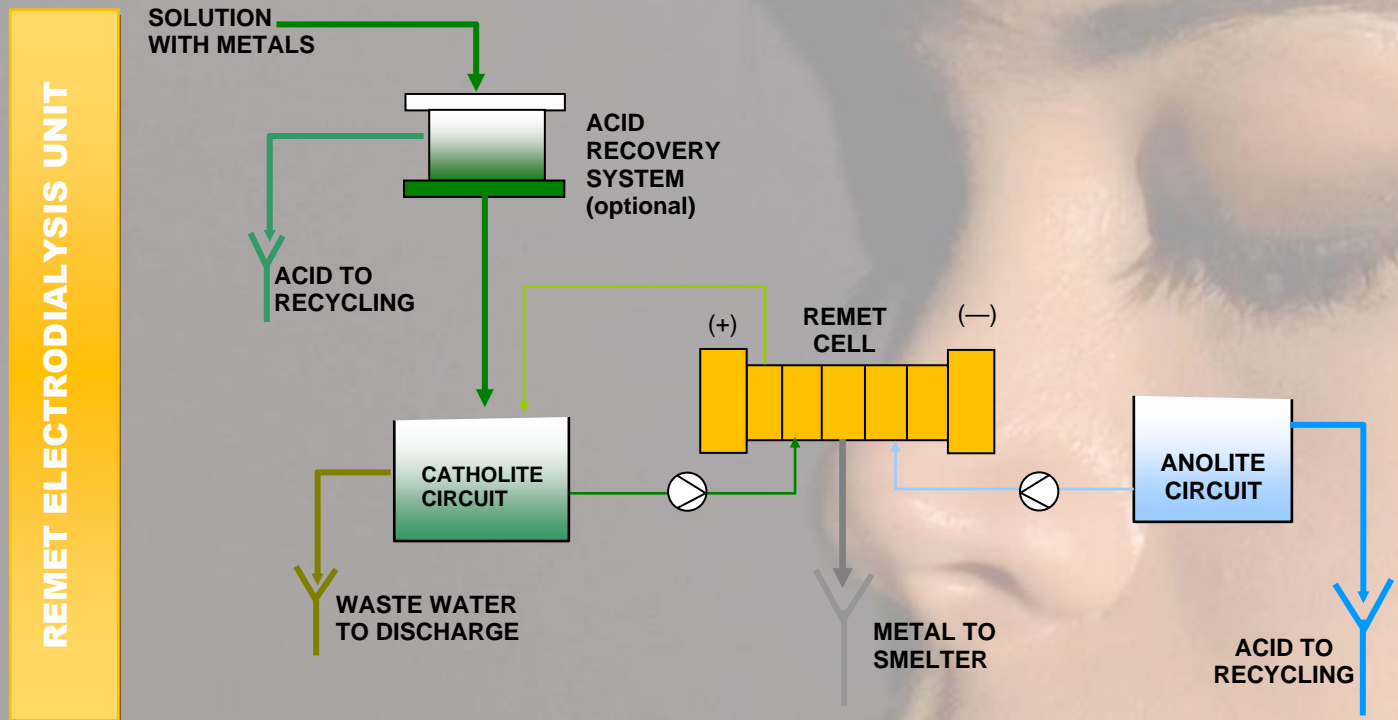 REMET ELECTRODIALYSIS UNIT
SOLUTION
WITH METALS
ACID
RECOVERY
SYSTEM
(optional)
ACID TO
RECYCLING
(+)
REMET
CELL
(—)
CATHOLITE
CIRCUIT
ANOLITE
CIRCUIT
WASTE WATER
TO DISCHARGE
METAL TO
SMELTER
ACID TO
RECYCLING